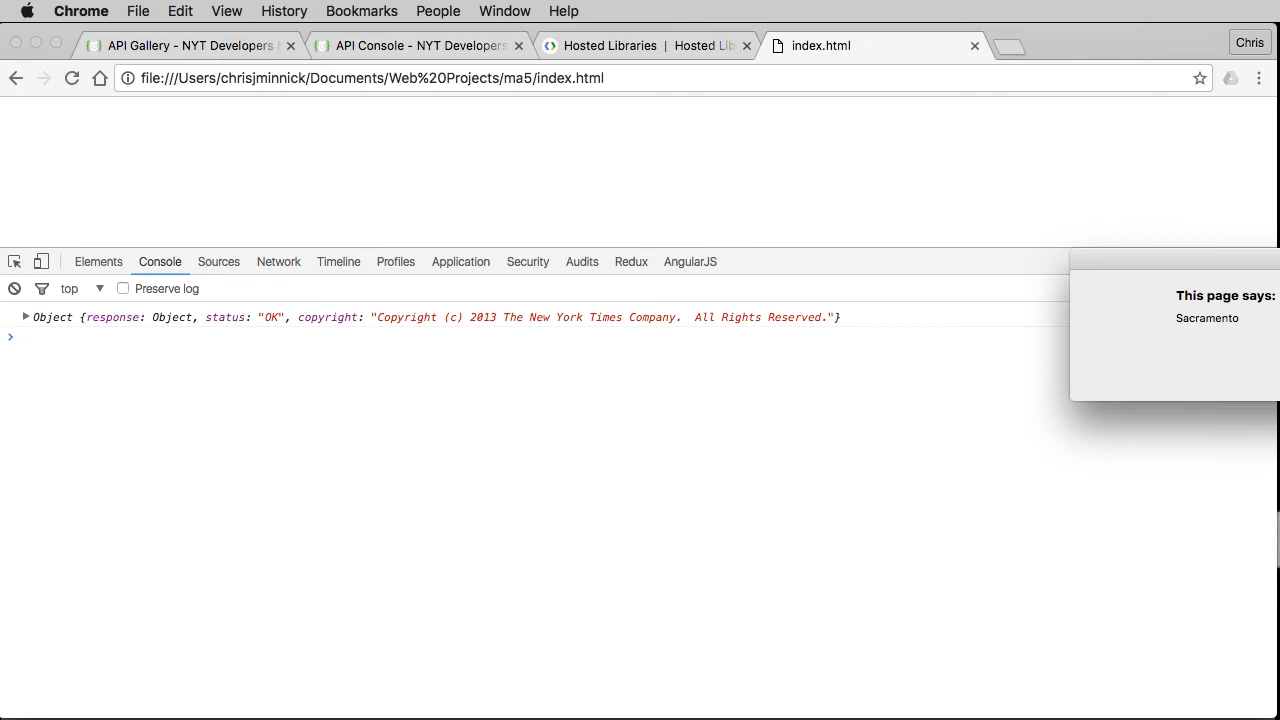 Chrome File Edit View History Bookmarks People Window Help
API Gallery - NYT Developers API Console - NYT Developers Hosted Libraries | Hosted Lib index.html Chris
file:///Users/chrisjminnick/Documents/Web%20Projects/ma5/index.html
Elements Console Sources Network Timeline Profiles Application Security Audits Redux AngularJS
top Preserve log
Object {response: Object, status: "OK", copyright: "Copyright (c) 2013 The New York Times Company.  All Rights Reserved."}
This page says:
Sacramento